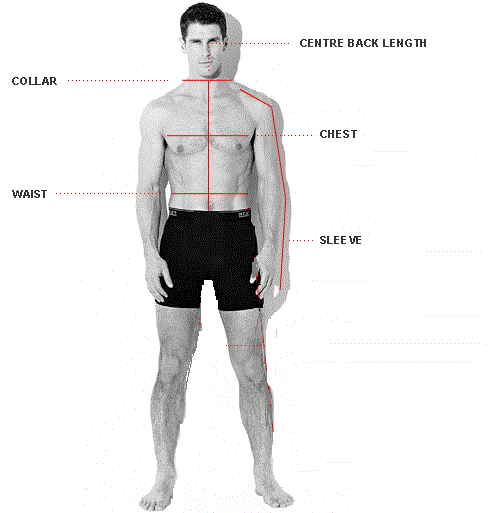 CENTRE BACK LENGTH
COLLAR
CHEST
WAIST
SLEEVE